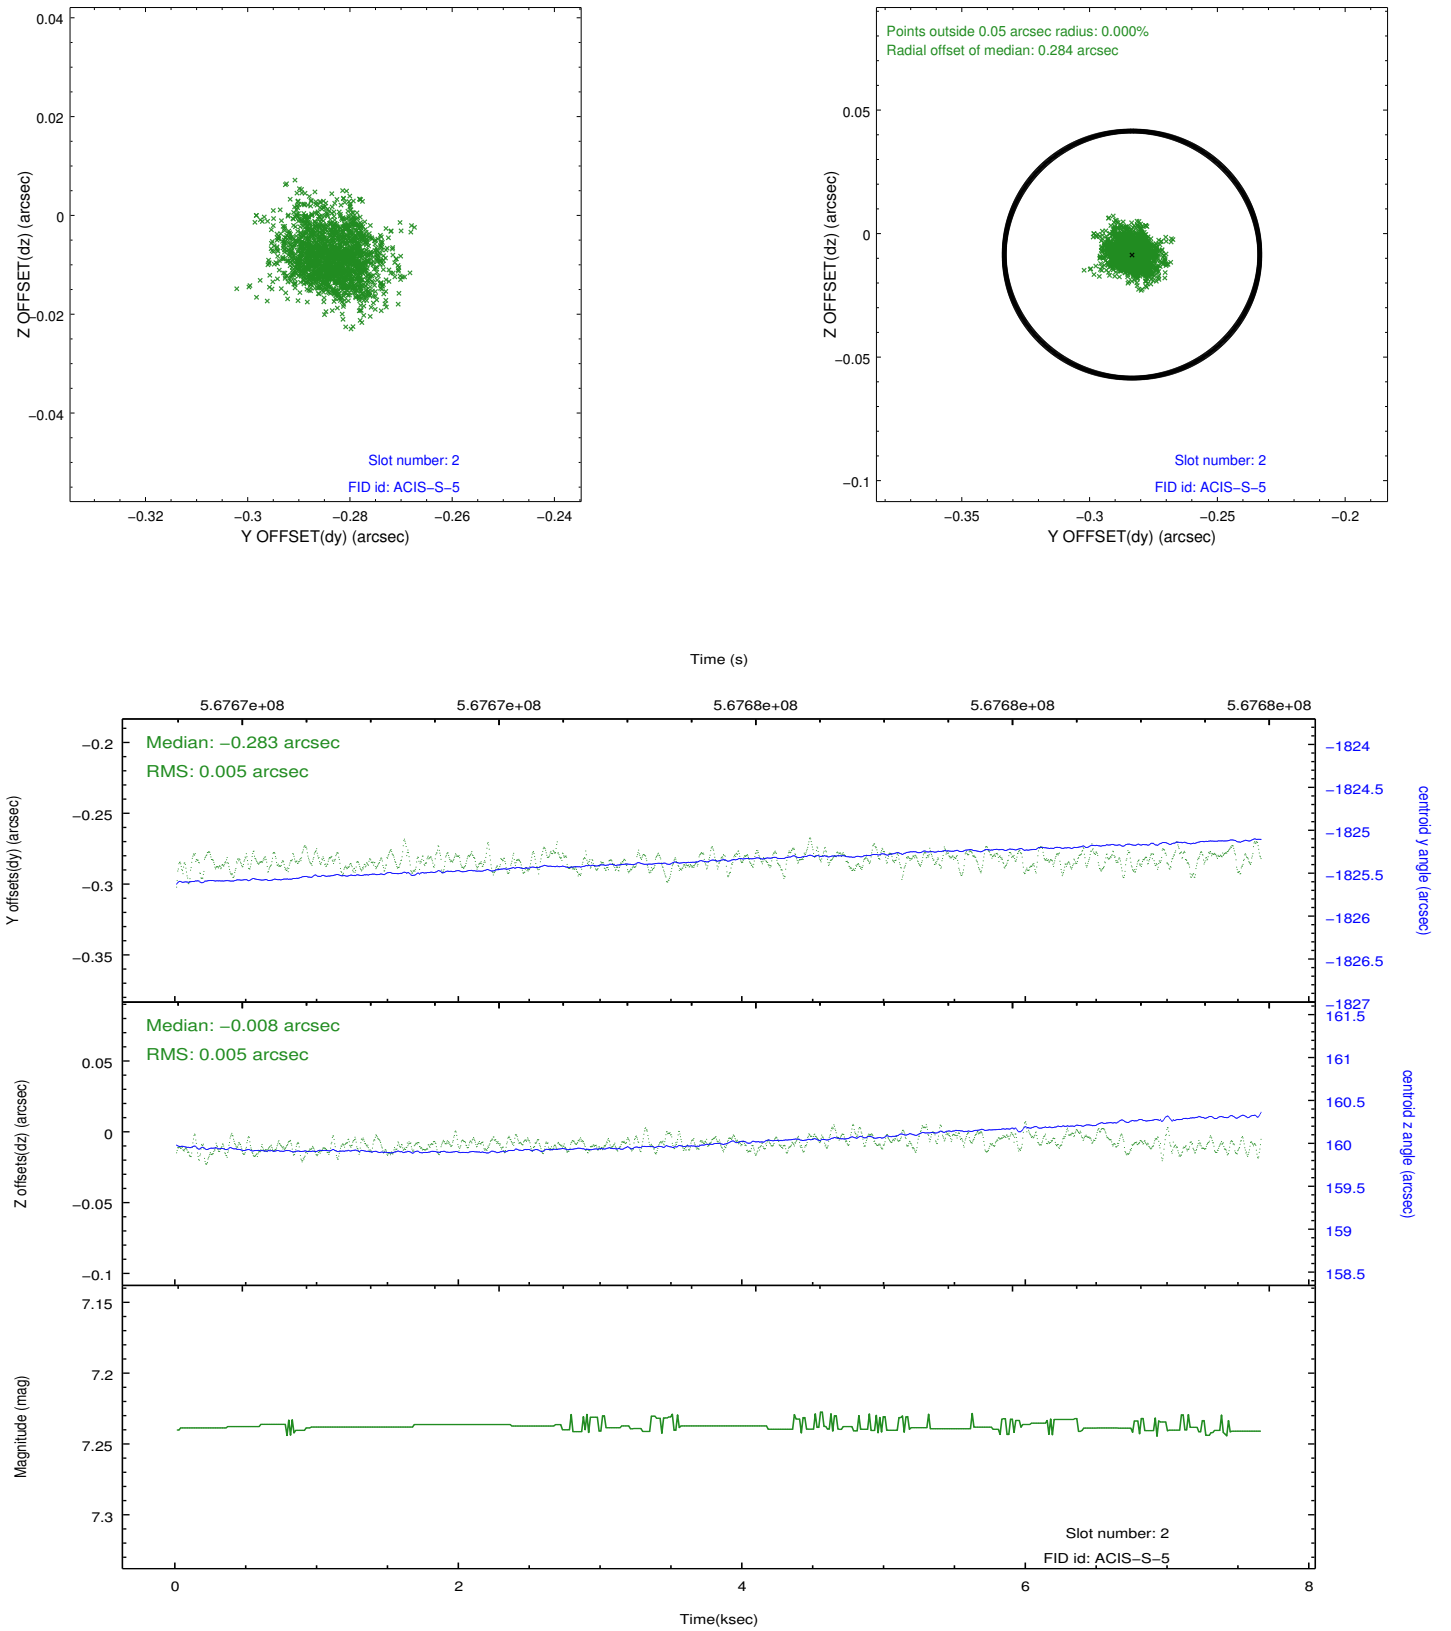 0.04
0.02
0
−0.02
−0.04
Z OFFSET(dz) (arcsec)
Slot number: 2
FID id: ACIS−S−5
−0.32
−0.3
−0.28
−0.26
−0.24
Y OFFSET(dy) (arcsec)
Points outside 0.05 arcsec radius: 0.000%
Radial offset of median: 0.284 arcsec
0.05
0
−0.05
−0.1
Z OFFSET(dz) (arcsec)
Slot number: 2
FID id: ACIS−S−5
−0.35
−0.3
−0.25
−0.2
Y OFFSET(dy) (arcsec)
Time (s)
5.6767e+08
5.6767e+08
5.6768e+08
5.6768e+08
5.6768e+08
Median: −0.283 arcsec
RMS: 0.005 arcsec
−0.2
−0.25
−0.3
−0.35
Y offsets(dy) (arcsec)
−1824
−1824.5
−1825
−1825.5
−1826
−1826.5
−1827
centroid y angle (arcsec)
Median: −0.008 arcsec
RMS: 0.005 arcsec
0.05
0
−0.05
−0.1
Z offsets(dz) (arcsec)
161.5
161
160.5
160
159.5
159
158.5
centroid z angle (arcsec)
7.15
7.2
7.25
7.3
Magnitude (mag)
Slot number: 2
FID id: ACIS−S−5
0
2
4
6
8
Time(ksec)